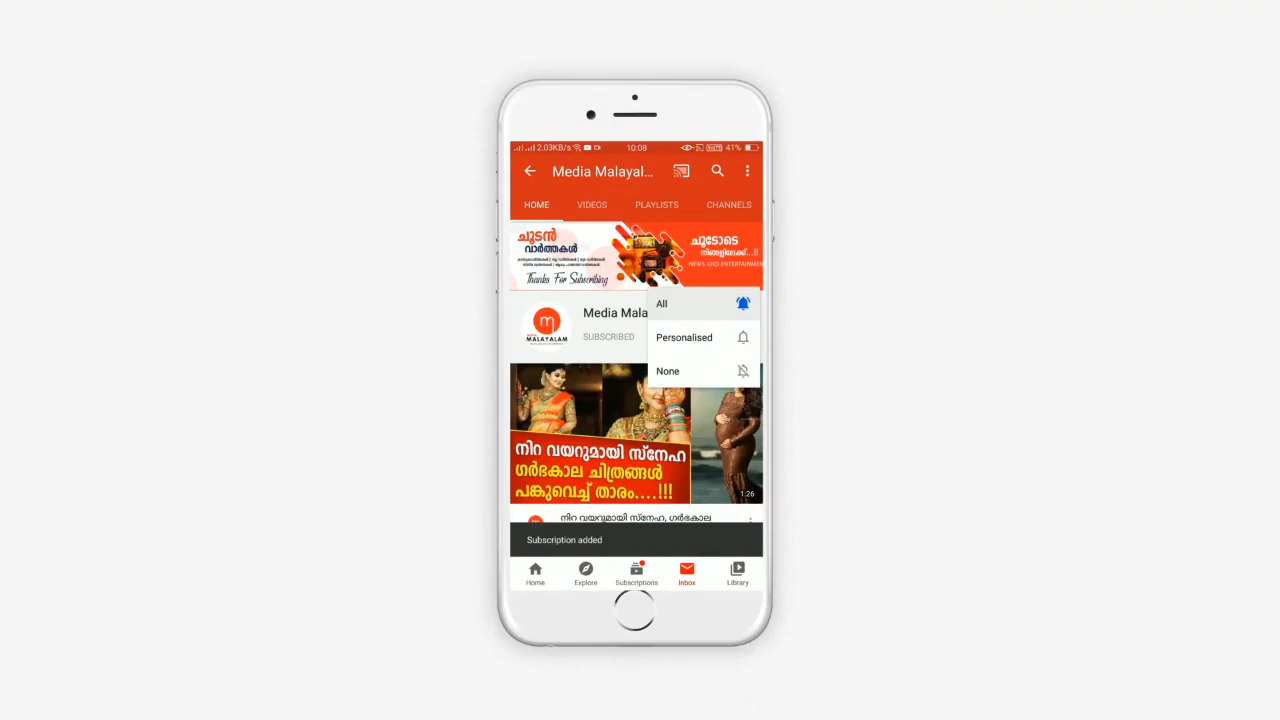 2.03KB/s
10:08
41%
Media Malayal...
HOME
VIDEOS
PLAYLISTS
CHANNELS
ചൂടൻ
വാർത്തകൾ
Thanks For Subscribing
ചൂടോടെ
നിങ്ങളിലേക്ക്...!!
NEWS AND ENTERTAINMEN
All
Media Mala
SUBSCRIBED
Personalised
None
MALAYALAM
നിറ വയറുമായി സ്നേഹ
ഗർഭകാല ചിത്രങ്ങൾ
പങ്കുവെച്ച് താരം....!!!
1:26
നിറ വയറുമായി സ്നേഹ, ഗർഭകാല
Subscription added
Home
Explore
Subscriptions
Inbox
Library